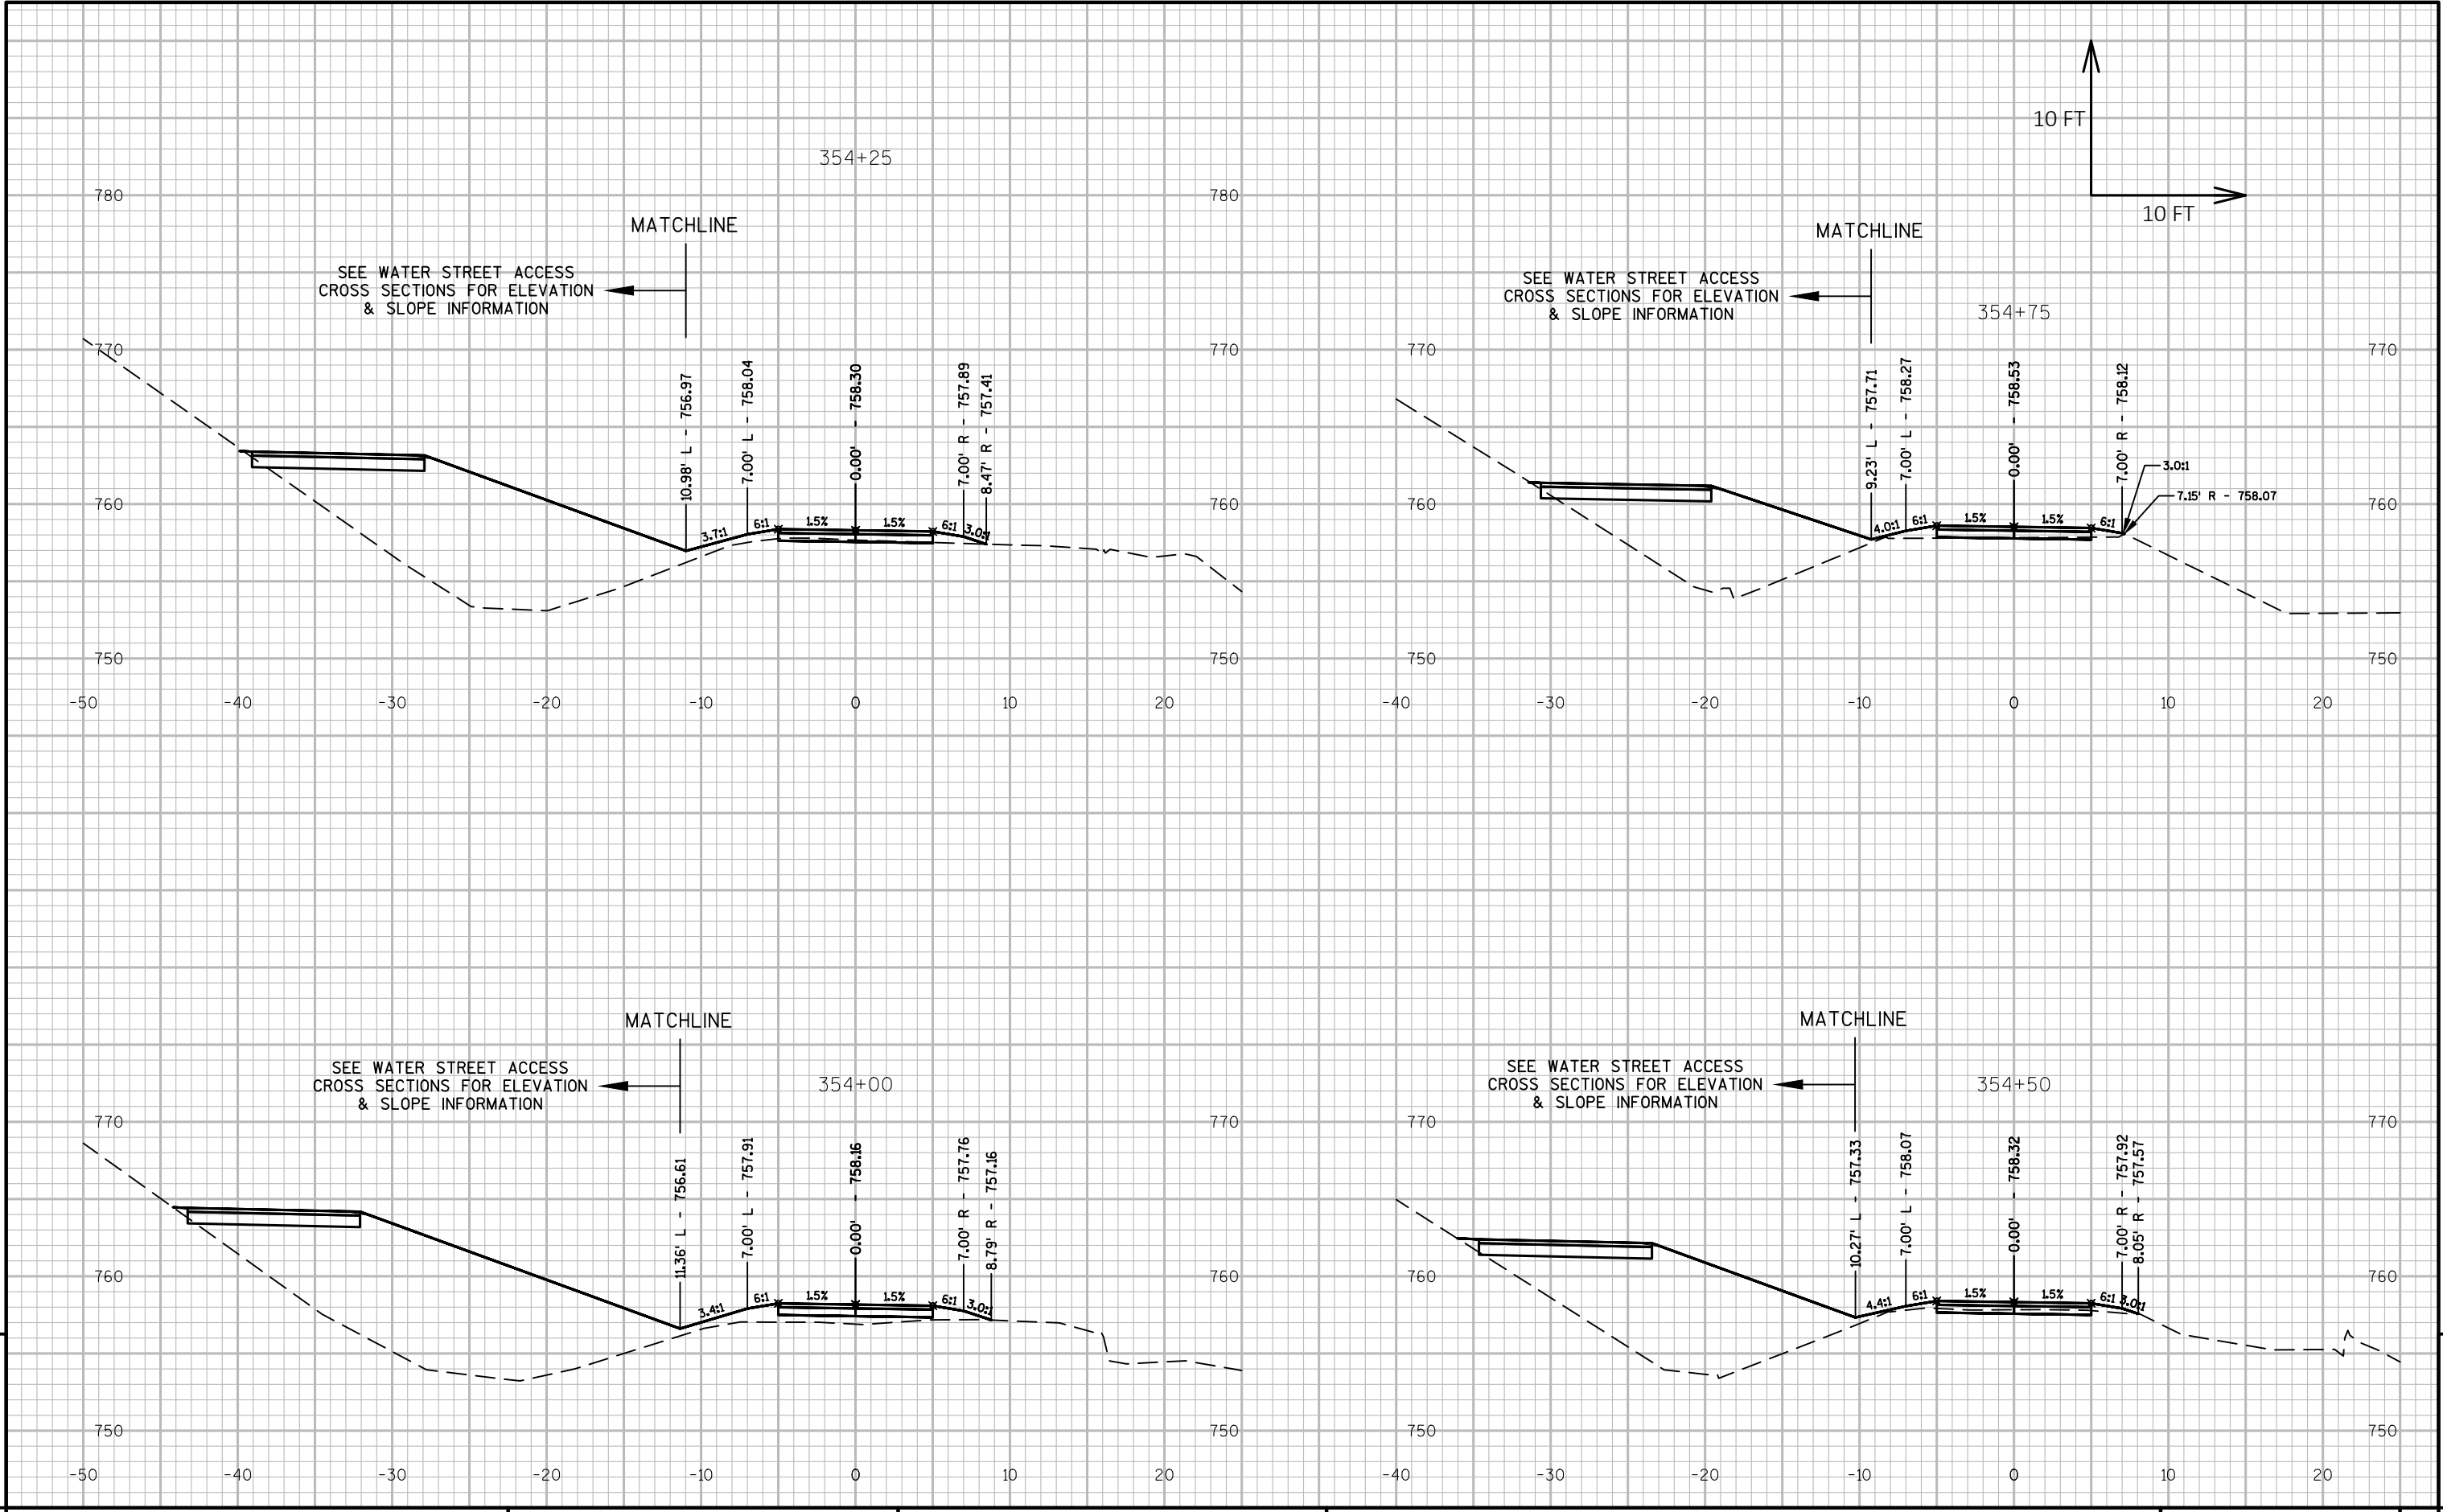 354+25
780
780
MATCHLINE
SEE WATER STREET ACCESS
CROSS SECTIONS FOR ELEVATION
& SLOPE INFORMATION
770
770
10.98' L - 756.97
7.00' L - 758.04
0.00' - 758.30
7.00' R - 757.89
8.47' R - 757.41
760
760
3.7:1
6:1
1.5%
1.5%
6:1
3.0:1
750
750
-50
-40
-30
-20
-10
0
10
20
10 FT
10 FT
MATCHLINE
SEE WATER STREET ACCESS
CROSS SECTIONS FOR ELEVATION
& SLOPE INFORMATION
354+75
770
770
9.23' L - 757.71
7.00' L - 758.27
0.00' - 758.53
7.00' R - 758.12
3.0:1
7.15' R - 758.07
760
760
4.0:1
6:1
1.5%
1.5%
6:1
750
750
-40
-30
-20
-10
0
10
20
MATCHLINE
SEE WATER STREET ACCESS
CROSS SECTIONS FOR ELEVATION
& SLOPE INFORMATION
354+00
770
770
11.36' L - 756.61
7.00' L - 757.91
0.00' - 758.16
7.00' R - 757.76
8.79' R - 757.16
760
760
3.4:1
6:1
1.5%
1.5%
6:1
3.0:1
750
750
-50
-40
-30
-20
-10
0
10
20
MATCHLINE
SEE WATER STREET ACCESS
CROSS SECTIONS FOR ELEVATION
& SLOPE INFORMATION
354+50
770
770
10.27' L - 757.33
7.00' L - 758.07
0.00' - 758.32
7.00' R - 757.92
8.05' R - 757.57
760
760
4.4:1
6:1
1.5%
1.5%
6:1
3.0:1
750
750
-40
-30
-20
-10
0
10
20